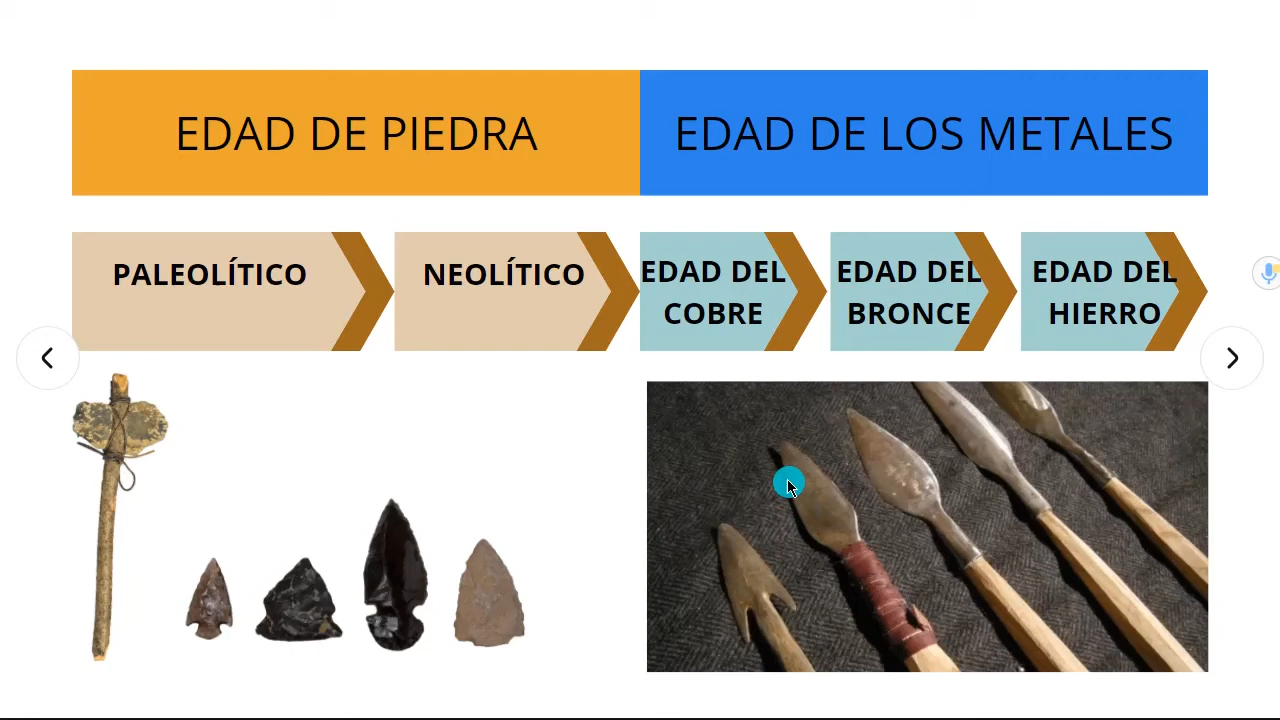 EDAD DE PIEDRA
EDAD DE LOS METALES
PALEOLÍTICO
NEOLÍTICO
EDAD DEL
COBRE
EDAD DEL
BRONCE
EDAD DEL
HIERRO